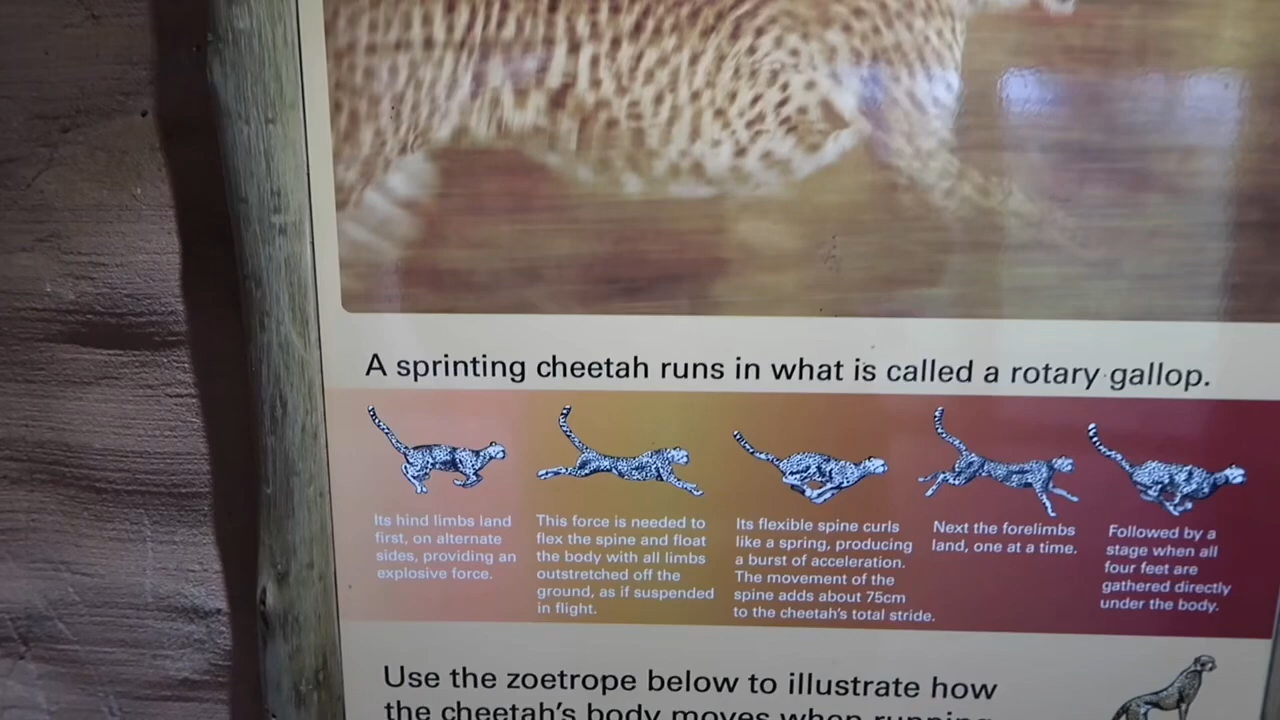 A sprinting cheetah runs in what is called a rotary gallop.
Its hind limbs land
first, on alternate
sides, providing an
explosive force.
This force is needed to
flex the spine and float
the body with all limbs
outstretched off the
ground, as if suspended
in flight.
Its flexible spine curls
like a spring, producing
a burst of acceleration.
The movement of the
spine adds about 75cm
to the cheetah's total stride.
Next the forelimbs
land, one at a time.
Followed by a
stage when all
four feet are
gathered directly
under the body.
Use the zoetrope below to illustrate how
the cheetah's body moves when running